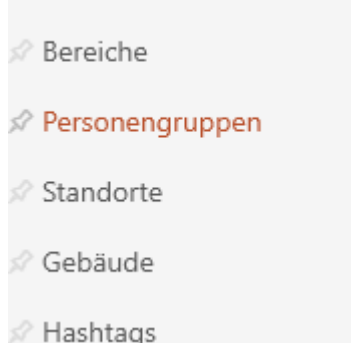 Bereiche
Personengruppen
Standorte
Gebäude
Hashtags